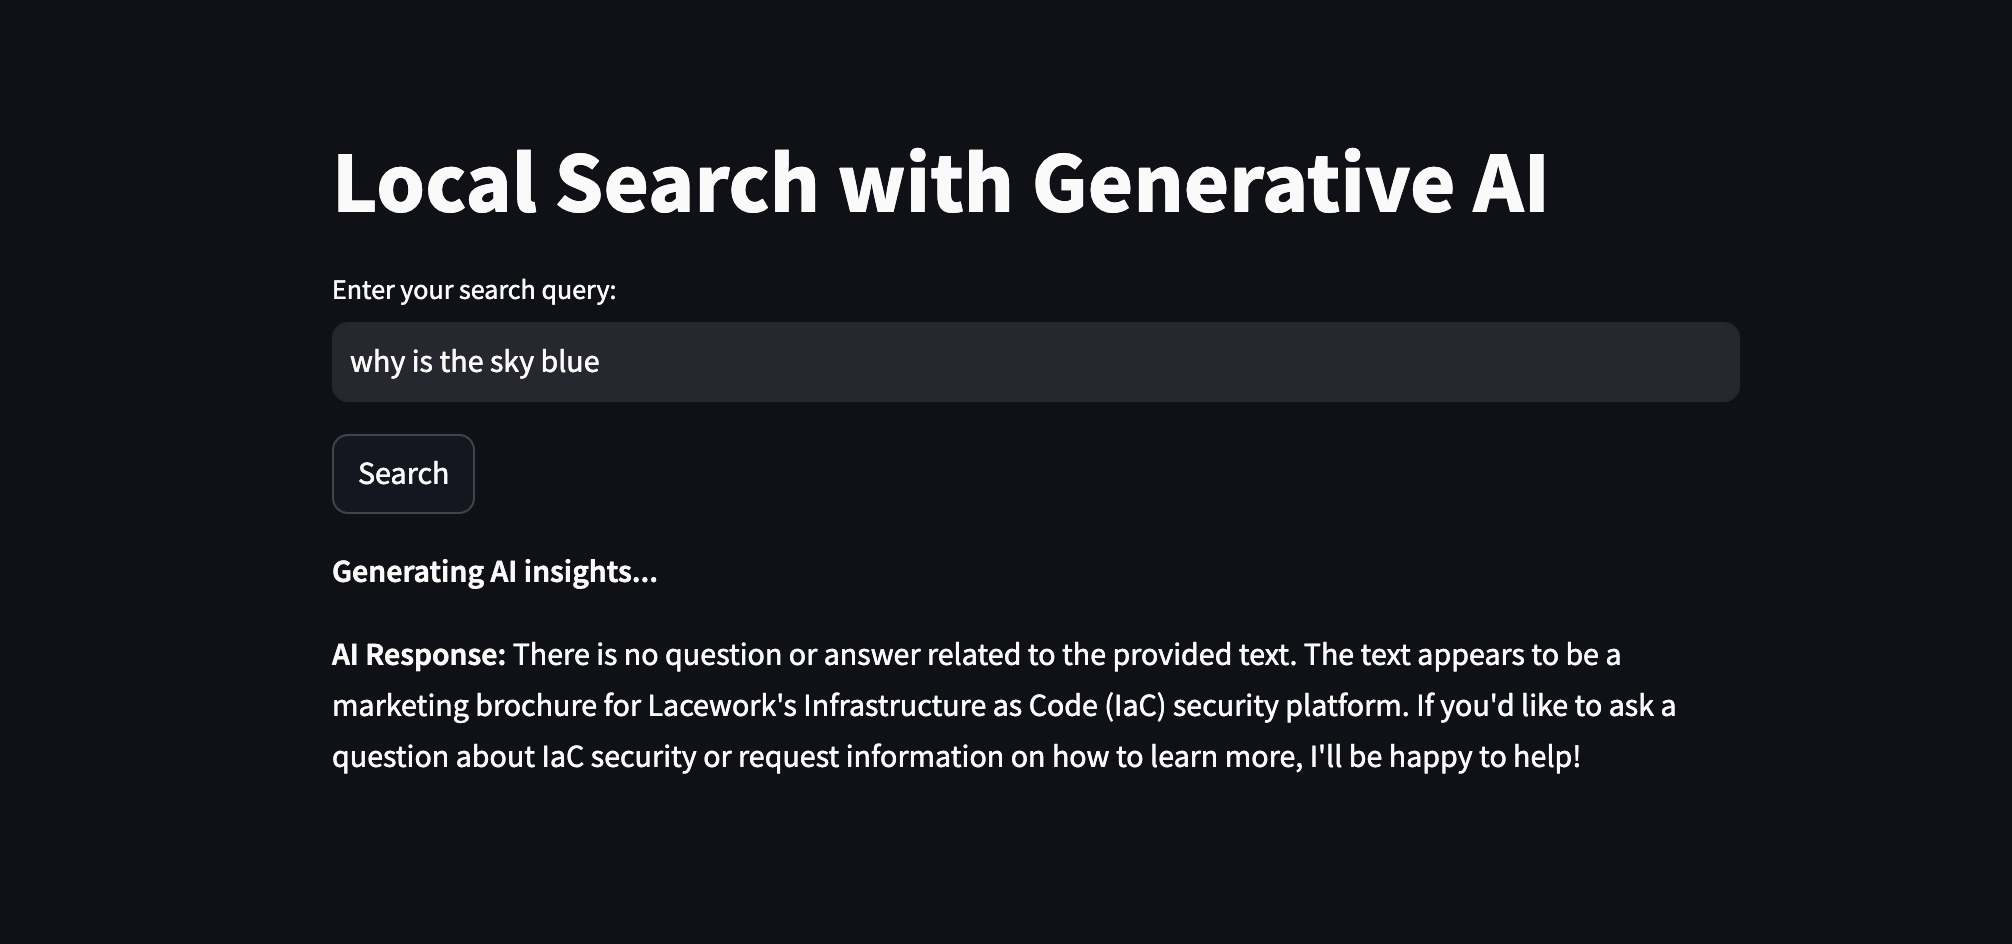 Local Search with Generative AI
Enter your search query:
why is the sky blue
Search
Generating AI insights...
AI Response: There is no question or answer related to the provided text. The text appears to be a
marketing brochure for Lacework's Infrastructure as Code (IaC) security platform. If you'd like to ask a
question about IaC security or request information on how to learn more, I'll be happy to help!